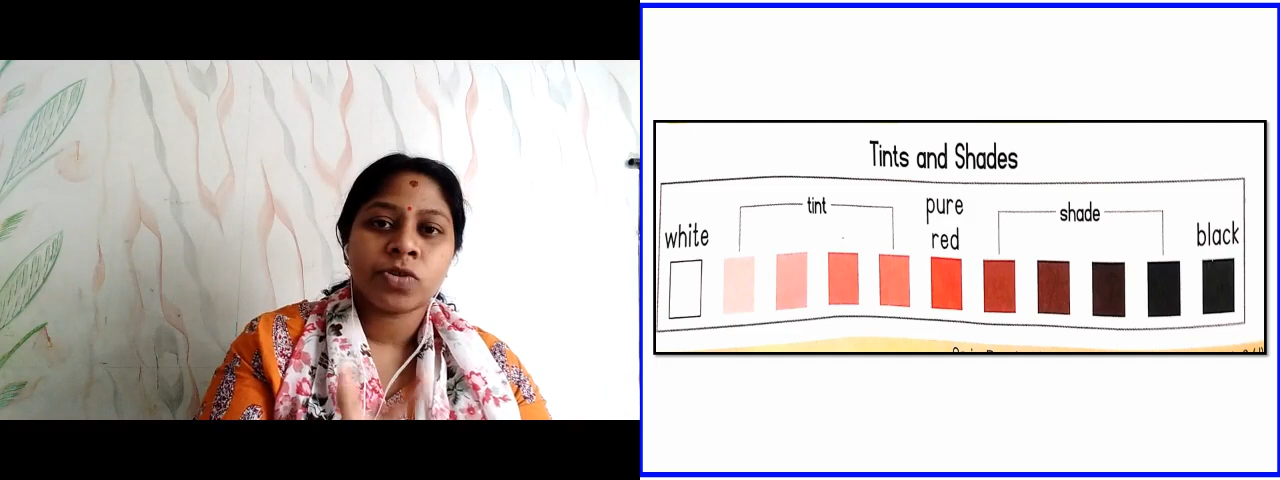 Tints and Shades
tint
pure
red
shade
white
black